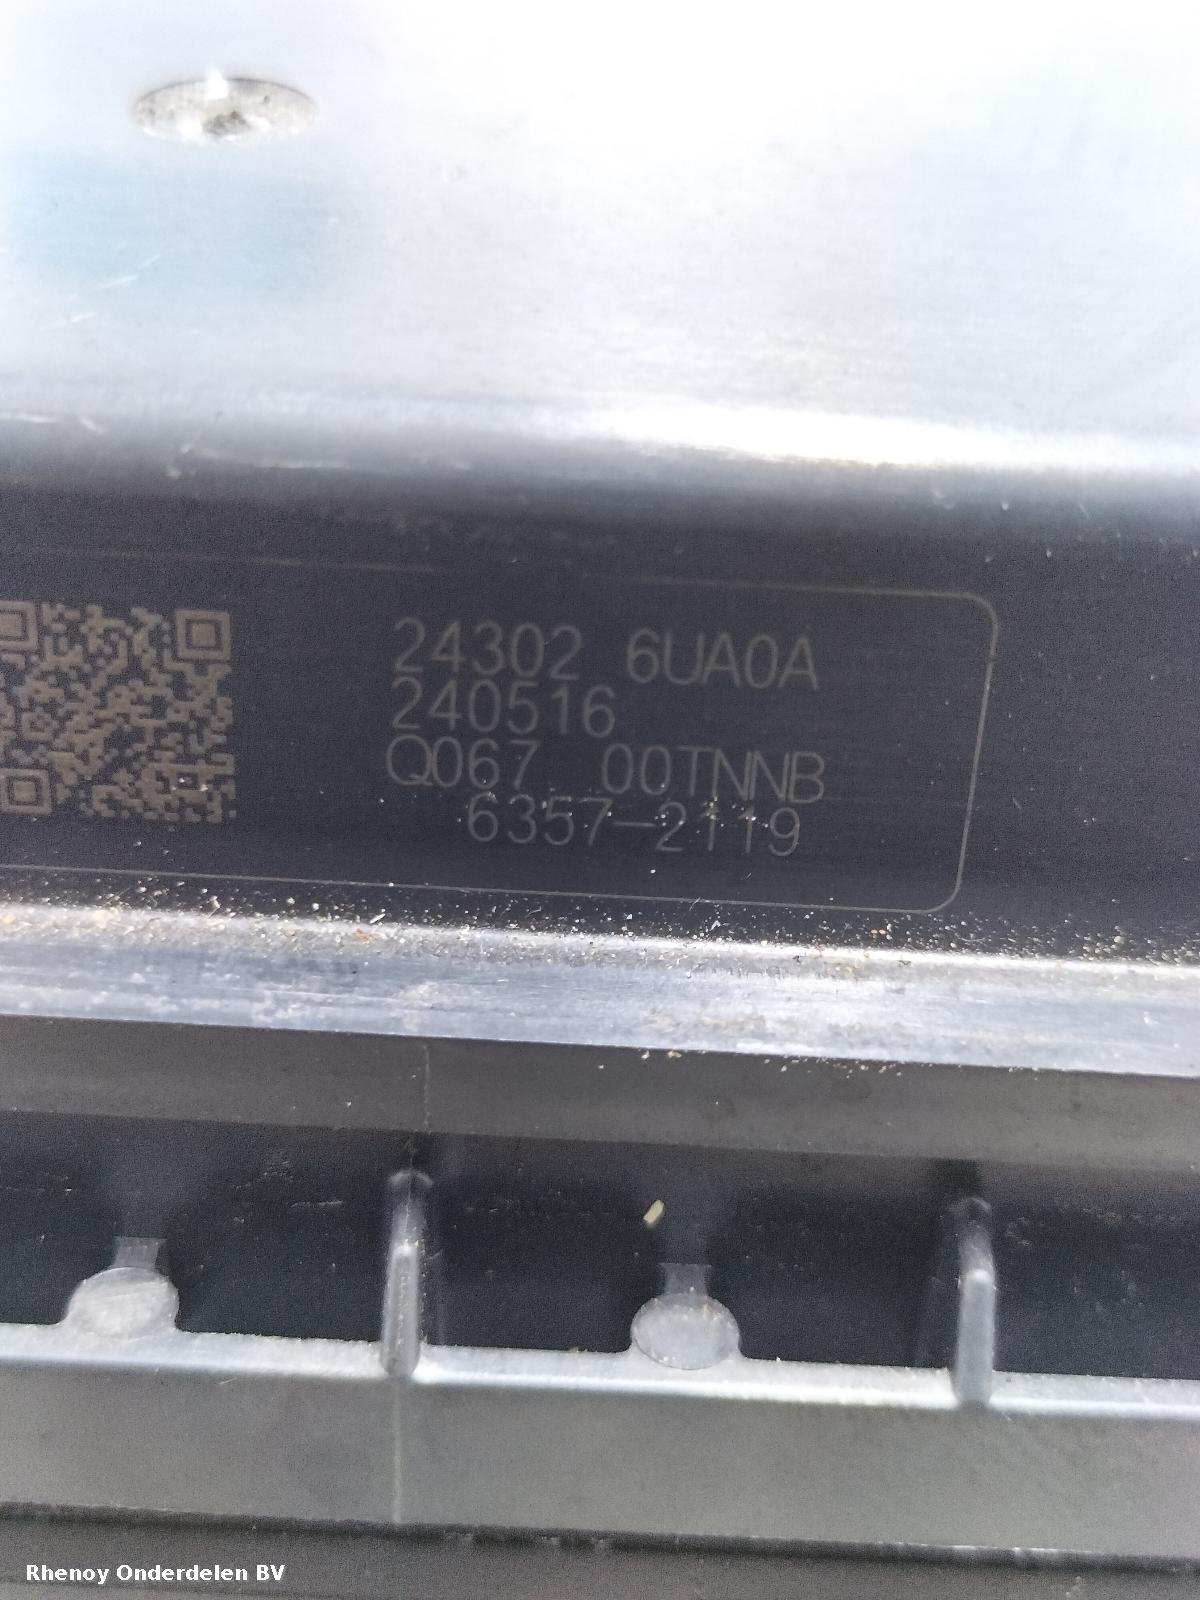 24302 6UA0A
240516
Q067 00TNNB
6357-2119
Rhenoy Onderdelen BV